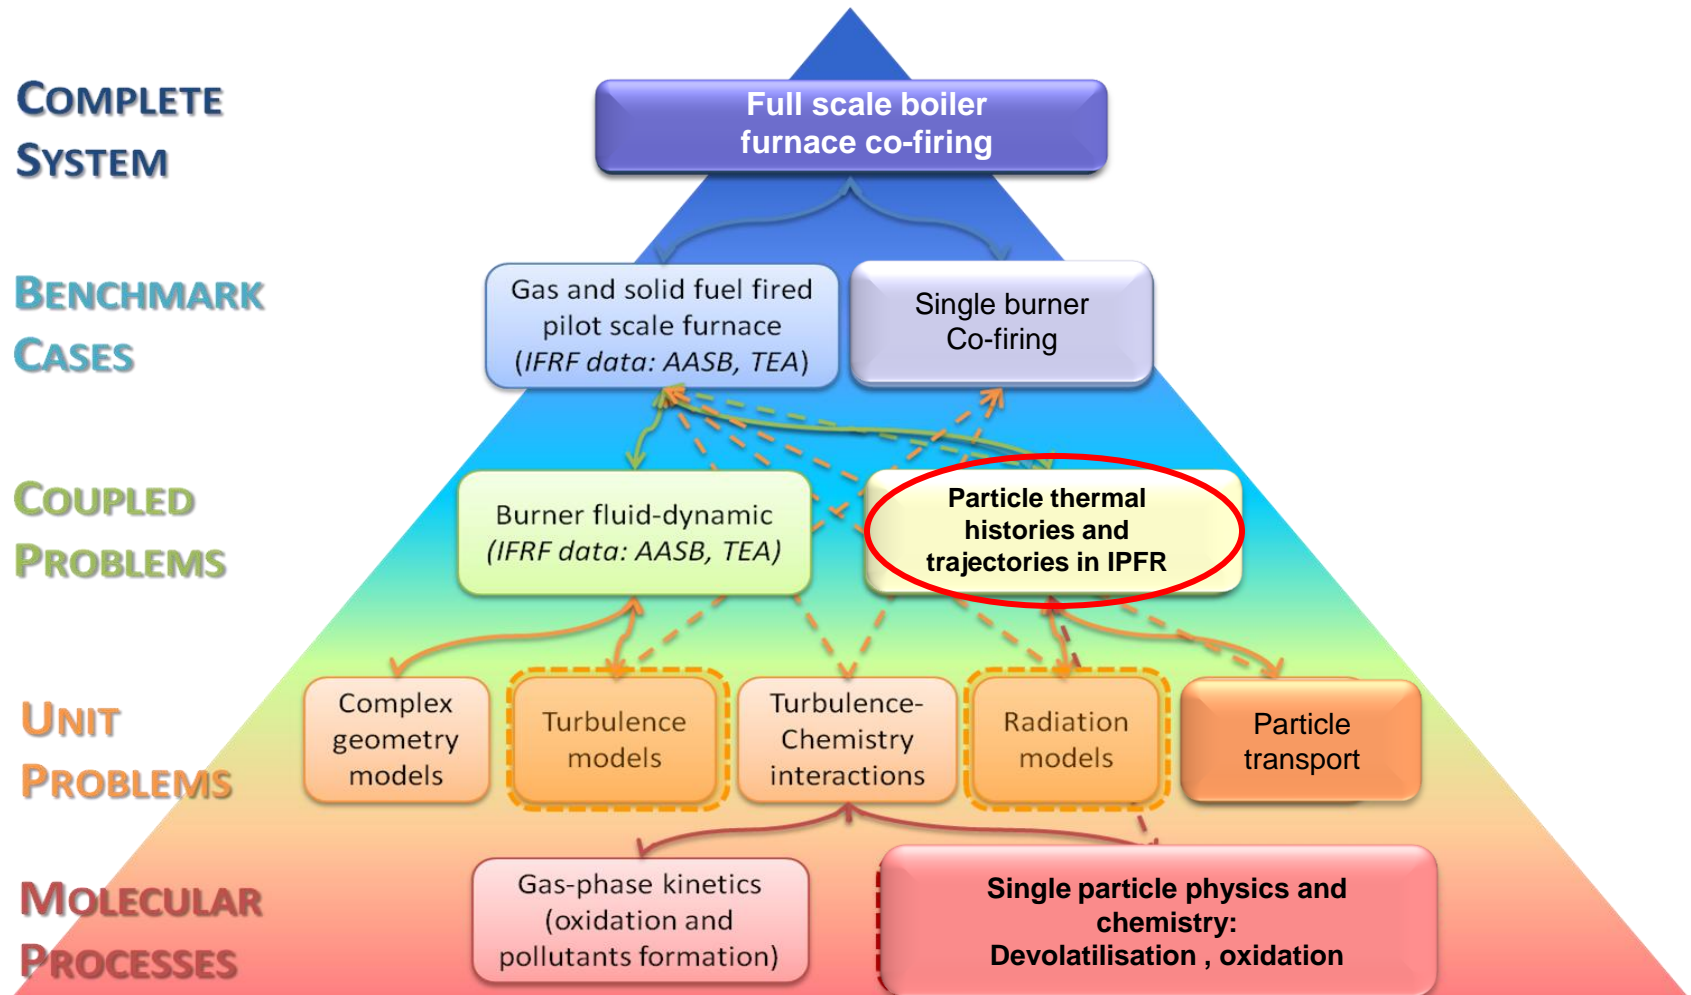 COMPLETE
SYSTEM
Full scale boiler
furnace co-firing
BENCHMARK
CASES
Gas and solid fuel fired
pilot scale furnace
(IFRF data: AASB, TEA)
Single burner
Co-firing
COUPLED
PROBLEMS
Burner fluid-dynamic
(IFRF data: AASB, TEA)
Particle thermal
histories and
trajectories in IPFR
UNIT
PROBLEMS
Complex
geometry
models
Turbulence
models
Turbulence-
Chemistry
interactions
Radiation
models
Particle
transport
MOLECULAR
PROCESSES
Gas-phase kinetics
(oxidation and
pollutants formation)
Single particle physics and
chemistry:
Devolatilisation , oxidation